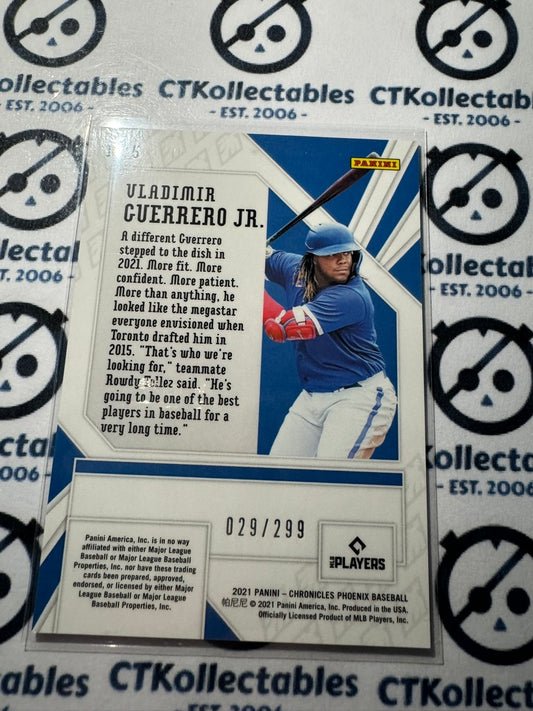 CTKollectables
- EST. 2006 -
CTKollectables
- EST. 2006 -
CTKollectables
- EST. 2006 -
PANINI
VLADIMIR
GUERRERO JR.
A different Guerrero
stepped to the dish in
2021. More fit. More
confident. More patient.
More than anything, he
looked like the megastar
everyone envisioned when
Toronto drafted him in
2015. "That's who we're
looking for," teammate
Rowdy Tellez said. "He's
going to be one of the best
players in baseball for a
very long time."
029/299
MLB
PLAYERS
Panini America, Inc. is in no way
affiliated with either Major League
Baseball or Major League Baseball
Properties, Inc. nor have these trading
cards been prepared, approved,
endorsed, or licensed by either Major
League Baseball or Major League
Baseball Properties, Inc.
2021 PANINI – CHRONICLES PHOENIX BASEBALL
帕尼尼 © 2021 Panini America, Inc. Produced in the USA.
Officially Licensed Product of MLB Players, Inc.
CTKollectables
- EST. 2006 -
CTKollectables